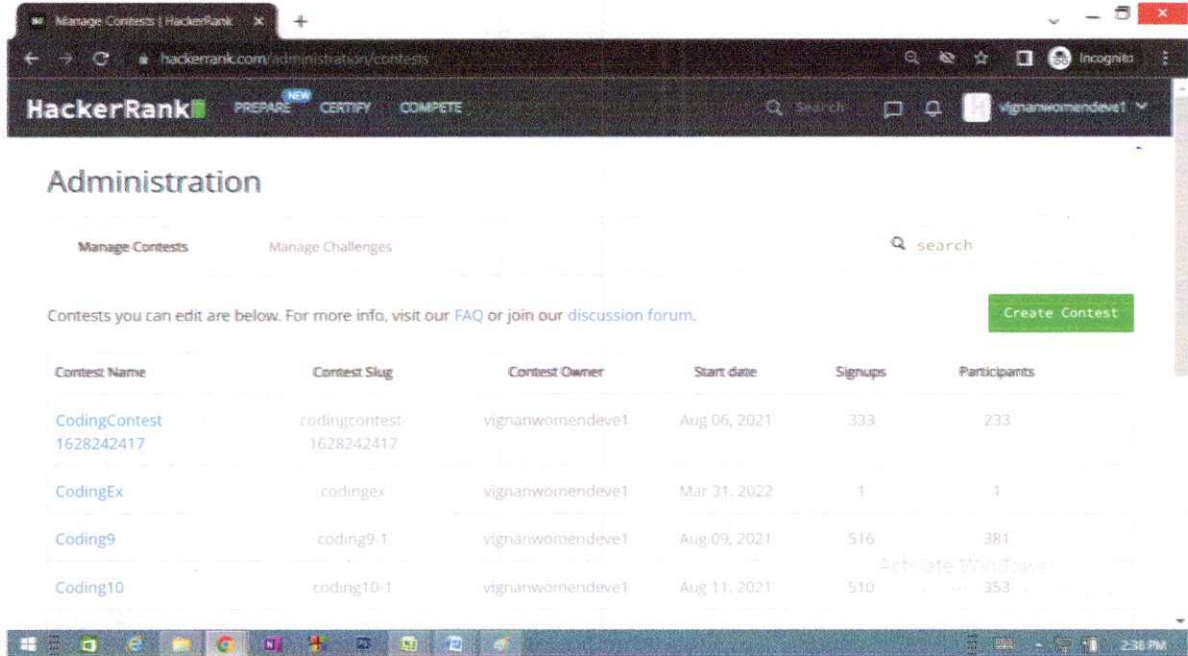 Manage Contests | HackerRank
hackerrank.com/administration/contests
Incognito
HackerRank PREPARE NEW CERTIFY COMPETE Search vignanwomendeve1
Administration
Manage Contests Manage Challenges search
Contests you can edit are below. For more info, visit our FAQ or join our discussion forum. Create Contest
Contest Name Contest Slug Contest Owner Start date Signups Participants
CodingContest codingcontest- vignanwomendeve1 Aug 06, 2021 333 233
1628242417 1628242417
CodingEx codingex vignanwomendeve1 Mar 31, 2022 1 1
Coding9 coding9-1 vignanwomendeve1 Aug 09, 2021 516 381
Activate Windows
Coding10 coding10-1 vignanwomendeve1 Aug 11, 2021 510 353
2:38 PM